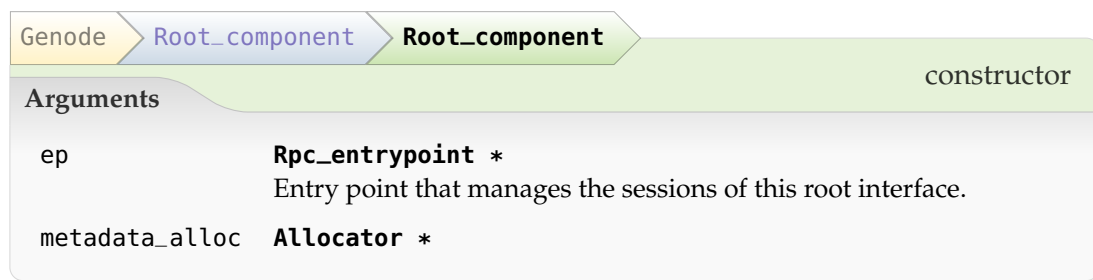 Genode Root_component Root_component
constructor
Arguments
ep Rpc_entrypoint *
Entry point that manages the sessions of this root interface.
metadata_alloc Allocator *